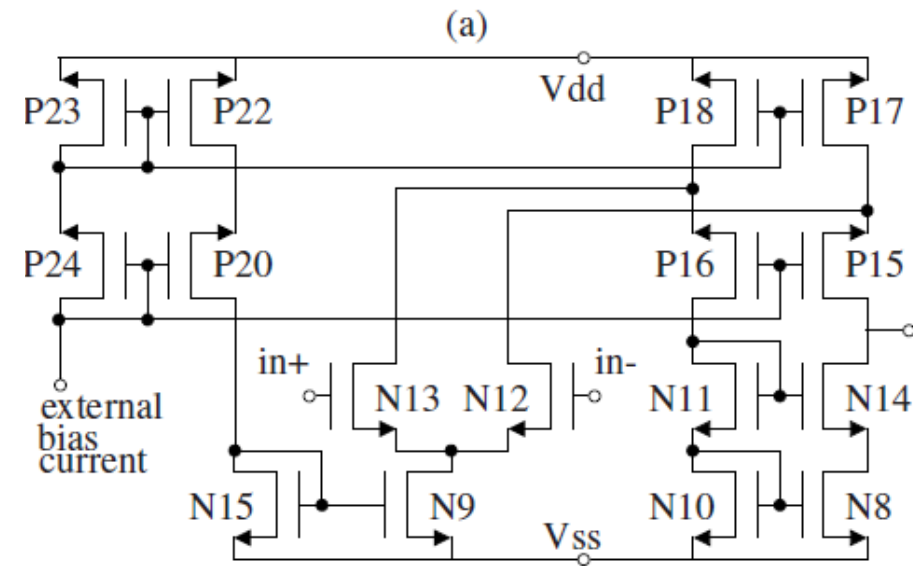 (a)
Vdd
P23 P22 P18 P17
P24 P20 P16 P15
in+ in-
N13 N12 N11 N14
external
bias
current
N15 N9 N10 N8
Vss